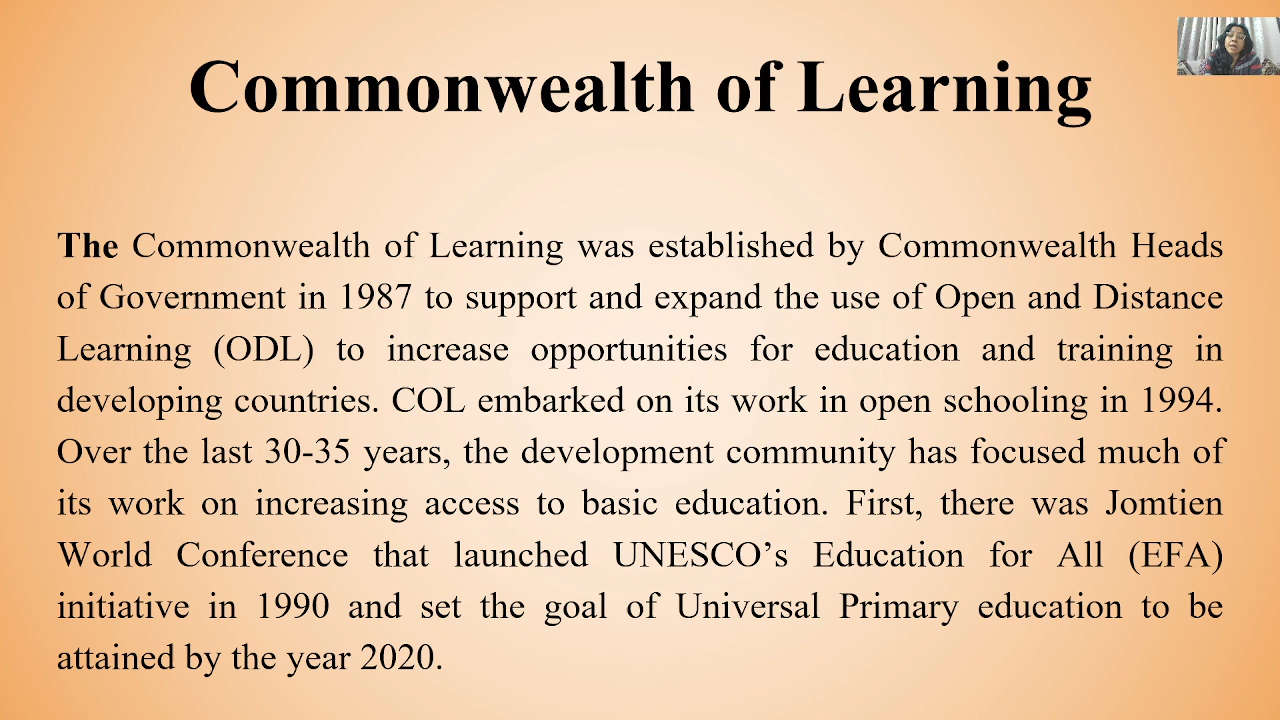 Commonwealth of Learning
The Commonwealth of Learning was established by Commonwealth Heads
of Government in 1987 to support and expand the use of Open and Distance
Learning (ODL) to increase opportunities for education and training in
developing countries. COL embarked on its work in open schooling in 1994.
Over the last 30-35 years, the development community has focused much of
its work on increasing access to basic education. First, there was Jomtien
World Conference that launched UNESCO’s Education for All (EFA)
initiative in 1990 and set the goal of Universal Primary education to be
attained by the year 2020.